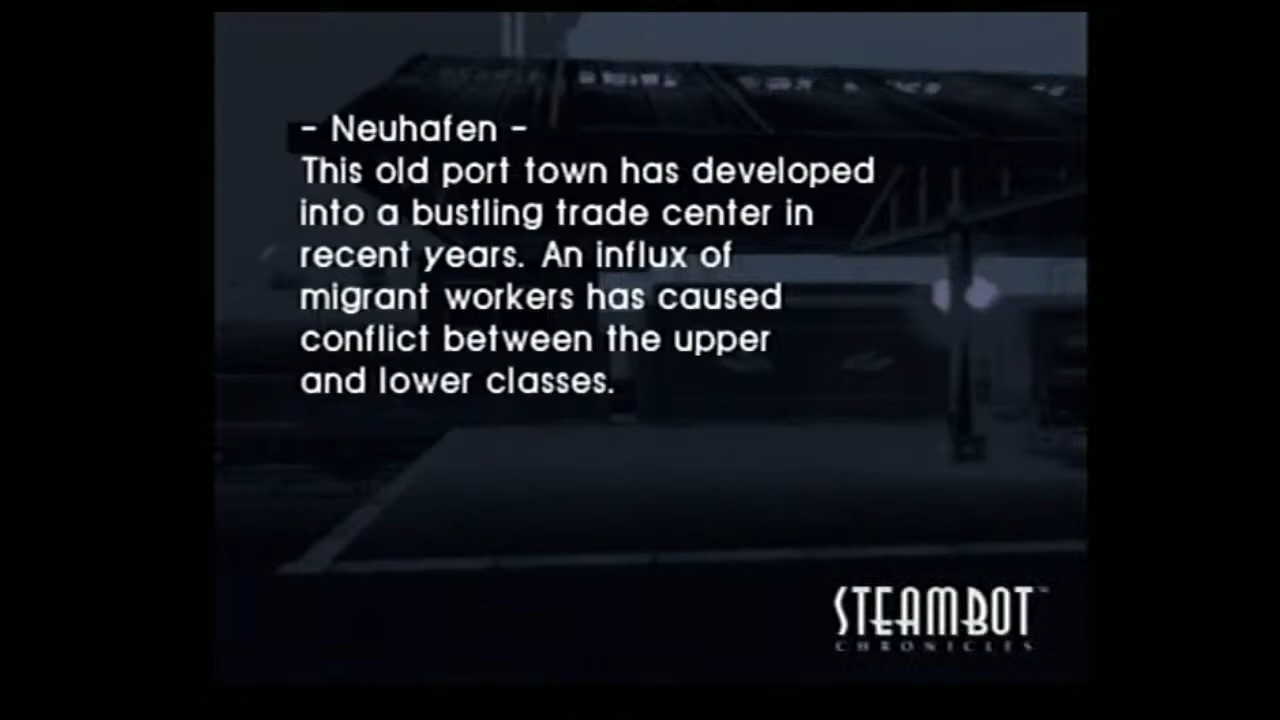 - Neuhafen -
This old port town has developed
into a bustling trade center in
recent years. An influx of
migrant workers has caused
conflict between the upper
and lower classes.
STEAMBOT™
CHRONICLES